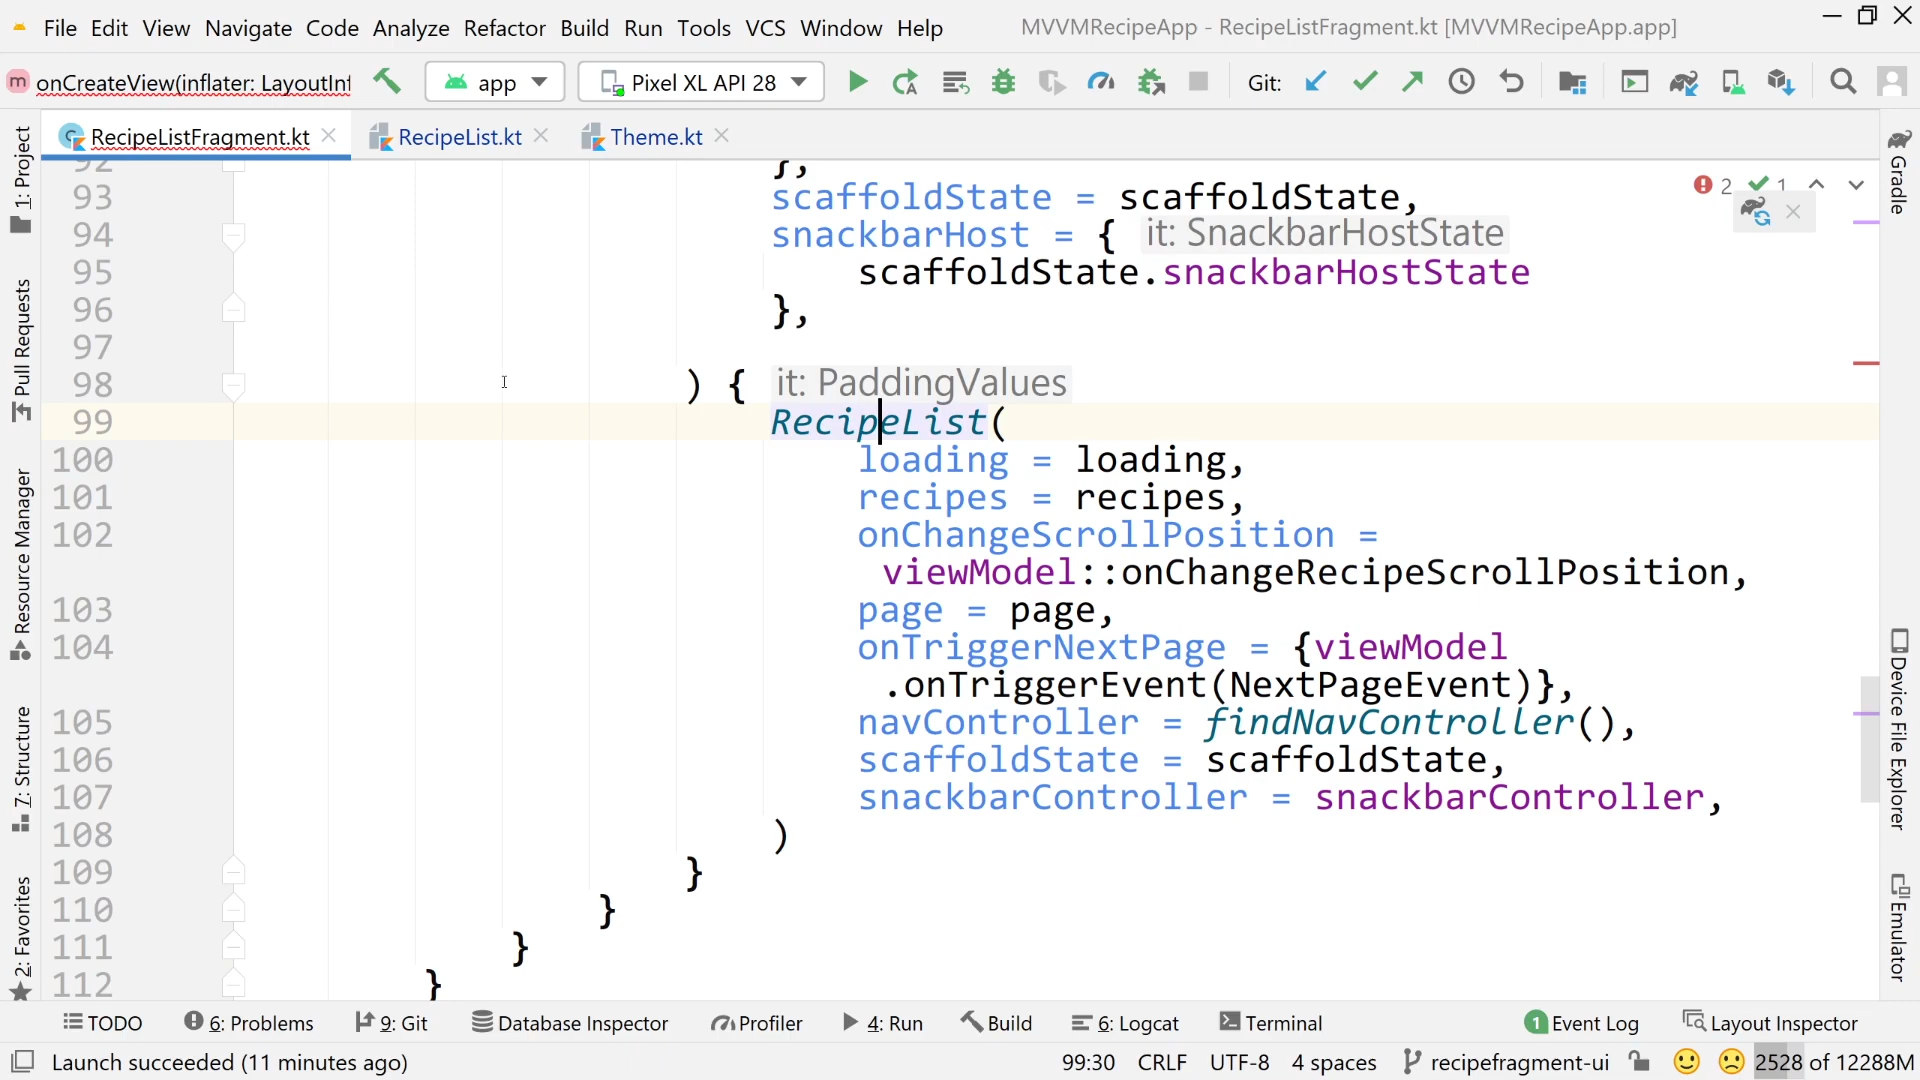 File Edit View Navigate Code Analyze Refactor Build Run Tools VCS Window Help MVVMRecipeApp - RecipeListFragment.kt [MVVMRecipeApp.app]
m onCreateView(inflater: LayoutInf app Pixel XL API 28 Git:
RecipeListFragment.kt RecipeList.kt Theme.kt
92 },
93 scaffoldState = scaffoldState,
94 snackbarHost = { it: SnackbarHostState
95 scaffoldState.snackbarHostState
96 },
97
98 ) { it: PaddingValues
99 RecipeList(
100 loading = loading,
101 recipes = recipes,
102 onChangeScrollPosition =
viewModel::onChangeRecipeScrollPosition,
103 page = page,
104 onTriggerNextPage = {viewModel
.onTriggerEvent(NextPageEvent)},
105 navController = findNavController(),
106 scaffoldState = scaffoldState,
107 snackbarController = snackbarController,
108 )
109 }
110 }
111 }
112 }
2 1
1: Project
Pull Requests
Resource Manager
7: Structure
2: Favorites
Gradle
Device File Explorer
Emulator
TODO 6: Problems 9: Git Database Inspector Profiler 4: Run Build 6: Logcat Terminal 1 Event Log Layout Inspector
Launch succeeded (11 minutes ago) 99:30 CRLF UTF-8 4 spaces recipefragment-ui 2528 of 12288M